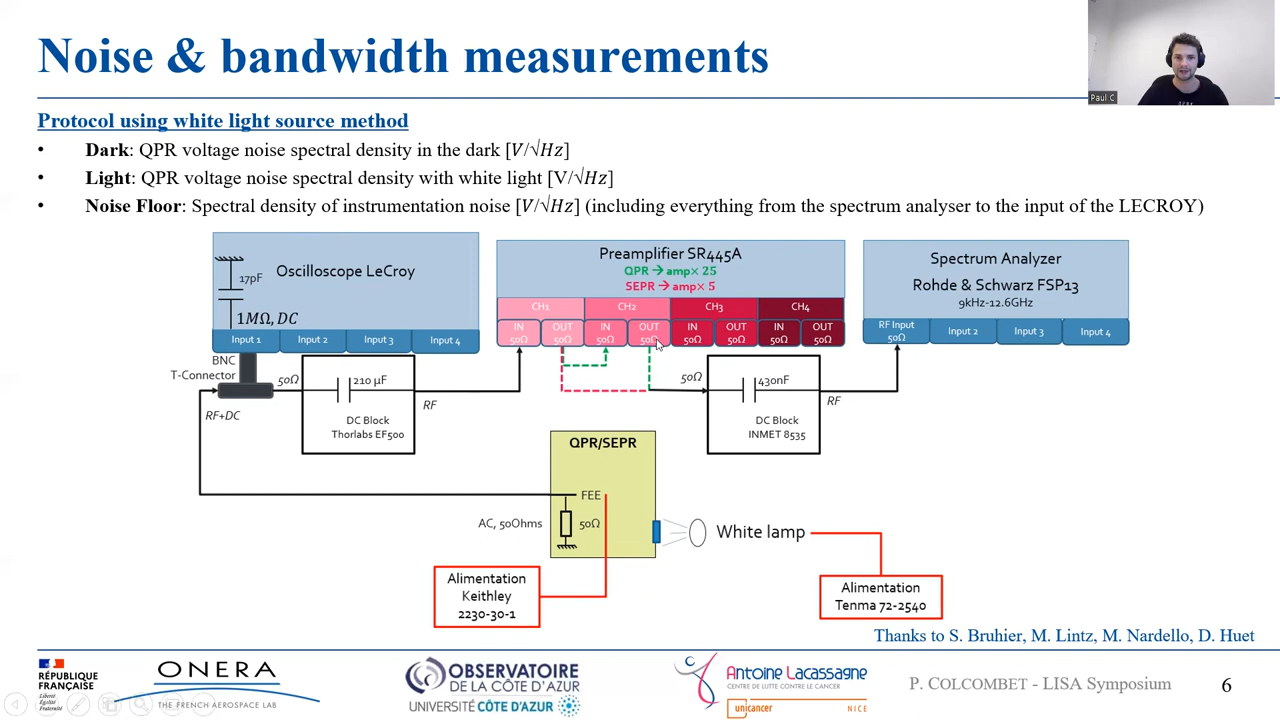 Noise & bandwidth measurements
Paul C
Protocol using white light source method
• Dark: QPR voltage noise spectral density in the dark [V/√Hz]
• Light: QPR voltage noise spectral density with white light [V/√Hz]
• Noise Floor: Spectral density of instrumentation noise [V/√Hz] (including everything from the spectrum analyser to the input of the LECROY)
17pF
Oscilloscope LeCroy
1MΩ, DC
Input 1 Input 2 Input 3 Input 4
Preamplifier SR445A
QPR → amp× 25
SEPR → amp× 5
CH1 CH2 CH3 CH4
IN OUT IN OUT IN OUT IN OUT
50Ω 50Ω 50Ω 50Ω 50Ω 50Ω 50Ω 50Ω
Spectrum Analyzer
Rohde & Schwarz FSP13
9kHz-12.6GHz
RF Input
50Ω
Input 2 Input 3 Input 4
BNC
T-Connector
RF+DC
50Ω
210 µF
DC Block
Thorlabs EF500
RF
50Ω
430nF
DC Block
INMET 8535
RF
QPR/SEPR
FEE
AC, 50Ohms
50Ω
White lamp
Alimentation
Keithley
2230-30-1
Alimentation
Tenma 72-2540
Thanks to S. Bruhier, M. Lintz, M. Nardello, D. Huet
RÉPUBLIQUE
FRANÇAISE
Liberté
Égalité
Fraternité
ONERA
THE FRENCH AEROSPACE LAB
OBSERVATOIRE
DE LA CÔTE D'AZUR
UNIVERSITÉ CÔTE D'AZUR
Antoine Lacassagne
CENTRE DE LUTTE CONTRE LE CANCER
unicancer NICE
P. COLCOMBET - LISA Symposium
6